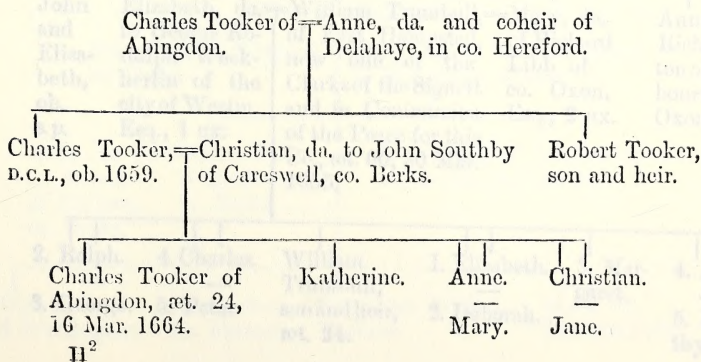 Charles Tooker of Abingdon. = Anne, da. and coheir of Delahaye, in co. Hereford.
Charles Tooker, D.C.L., ob. 1659. = Christian, da. to John Southby of Careswell, co. Berks.
Robert Tooker, son and heir.
Charles Tooker of Abingdon, æt. 24, 16 Mar. 1664.
Katherine.
Anne.
Mary.
Christian.
Jane.
H²